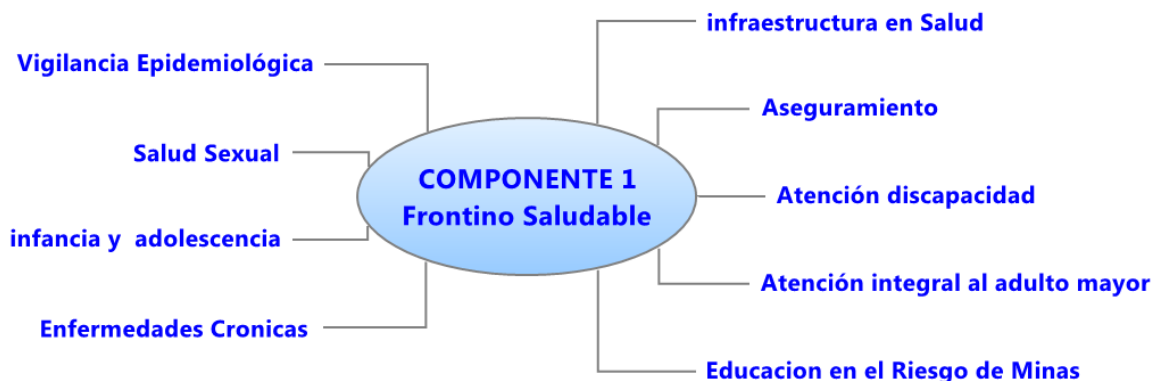 infraestructura en Salud
Vigilancia Epidemiológica
Aseguramiento
Salud Sexual
COMPONENTE 1
Frontino Saludable
Atención discapacidad
infancia y  adolescencia
Atención integral al adulto mayor
Enfermedades Cronicas
Educacion en el Riesgo de Minas